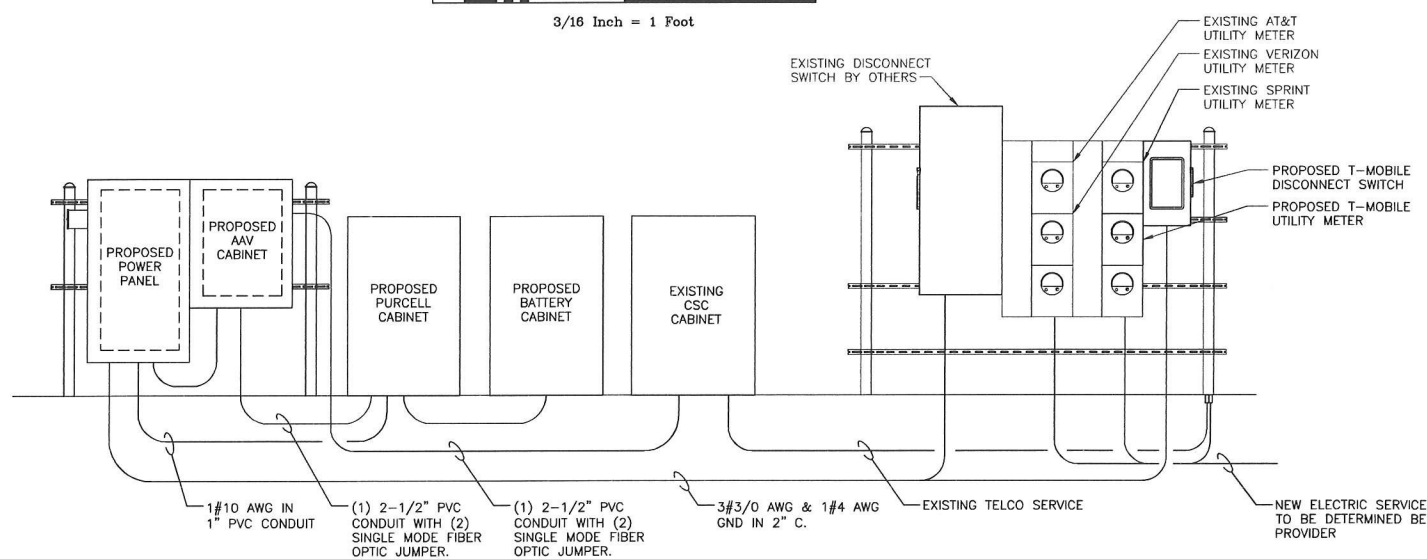 3/16 Inch = 1 Foot
EXISTING AT&T
UTILITY METER
EXISTING VERIZON
UTILITY METER
EXISTING SPRINT
UTILITY METER
EXISTING DISCONNECT
SWITCH BY OTHERS
PROPOSED T-MOBILE
DISCONNECT SWITCH
PROPOSED T-MOBILE
UTILITY METER
PROPOSED
POWER
PANEL
PROPOSED
AAV
CABINET
PROPOSED
PURCELL
CABINET
PROPOSED
BATTERY
CABINET
EXISTING
CSC
CABINET
1#10 AWG IN
1" PVC CONDUIT
(1) 2-1/2" PVC
CONDUIT WITH (2)
SINGLE MODE FIBER
OPTIC JUMPER.
(1) 2-1/2" PVC
CONDUIT WITH (2)
SINGLE MODE FIBER
OPTIC JUMPER.
3#3/0 AWG & 1#4 AWG
GND IN 2" C.
EXISTING TELCO SERVICE
NEW ELECTRIC SERVICE
TO BE DETERMINED BE
PROVIDER